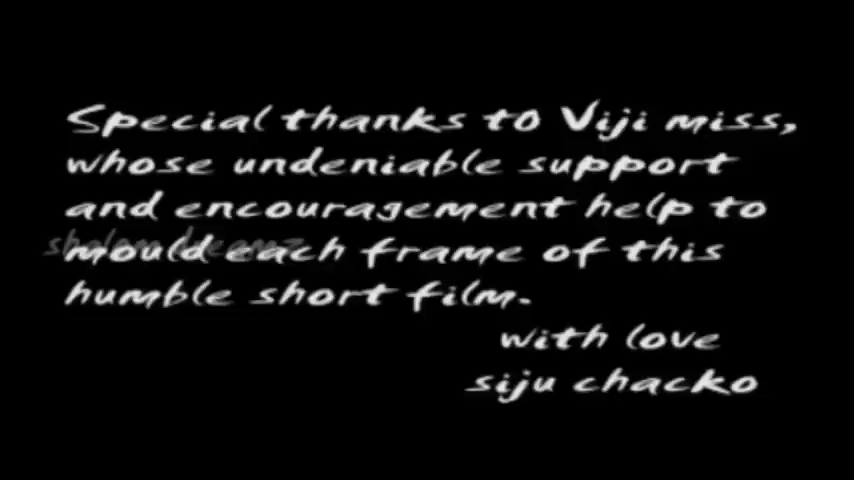 Special thanks to Viji miss,
whose undeniable support
and encouragement help to
mould each frame of this
humble short film.
with love
siju chacko